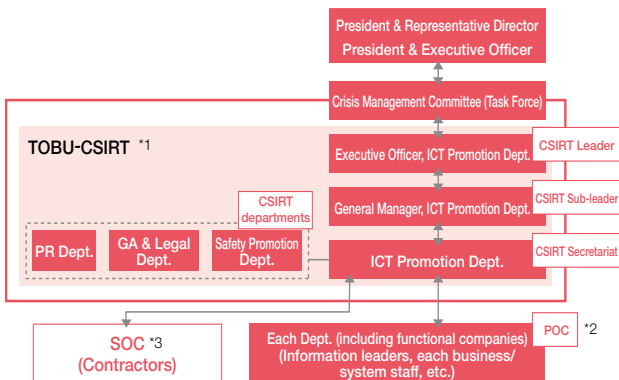 President & Representative Director
President & Executive Officer
Crisis Management Committee (Task Force)
TOBU-CSIRT *1
Executive Officer, ICT Promotion Dept.
CSIRT Leader
General Manager, ICT Promotion Dept.
CSIRT Sub-leader
CSIRT
departments
PR Dept.
GA & Legal
Dept.
Safety Promotion
Dept.
ICT Promotion Dept.
CSIRT Secretariat
SOC *3
(Contractors)
Each Dept. (including functional companies)
(Information leaders, each business/
system staff, etc.)
POC *2